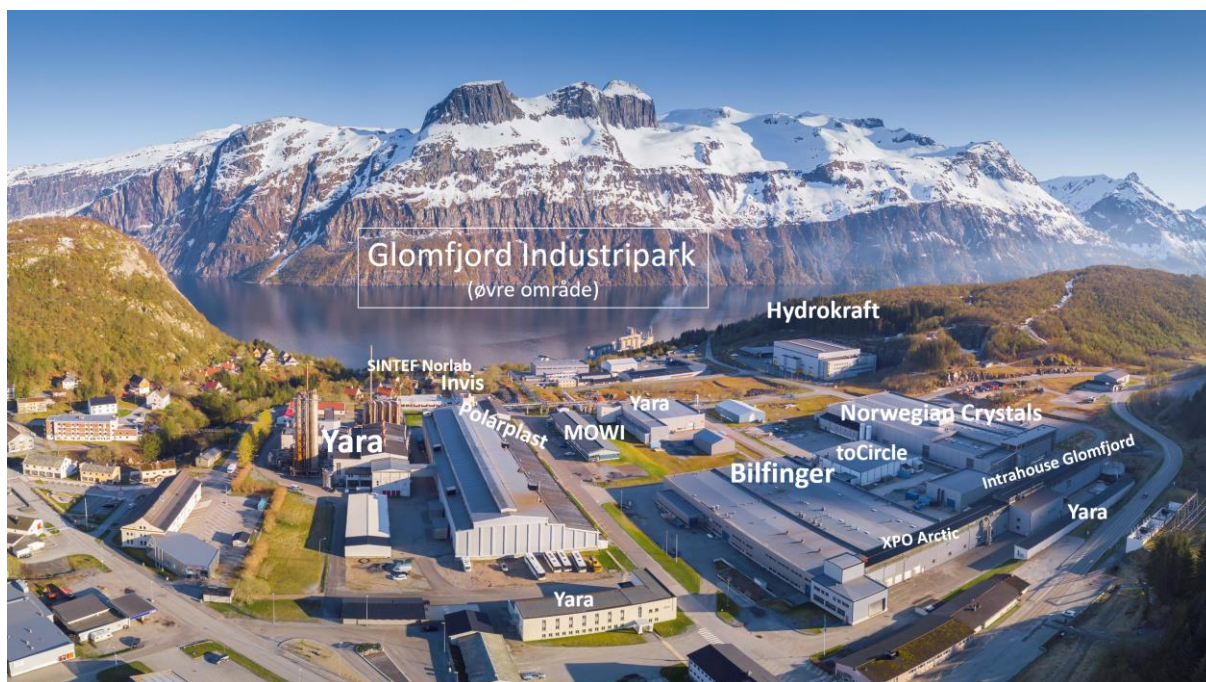 Glomfjord Industripark
(øvre område)
Hydrokraft
SINTEF Norlab
Invis
Polarplast
Yara
MOWI
Yara
Norwegian Crystals
toCircle
Bilfinger
Intrahouse Glomfjord
Yara
XPO Arctic
Yara